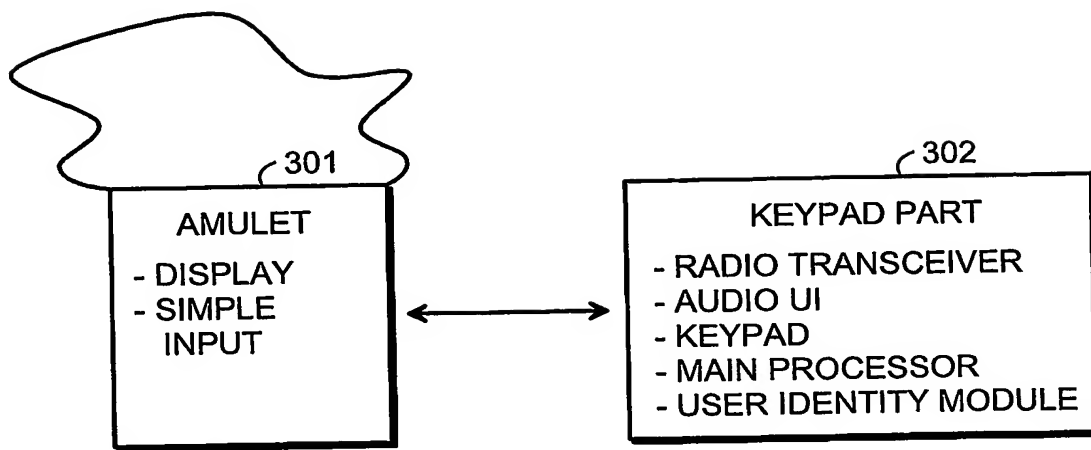 301
AMULET
- DISPLAY
- SIMPLE
INPUT
302
KEYPAD PART
- RADIO TRANSCEIVER
- AUDIO UI
- KEYPAD
- MAIN PROCESSOR
- USER IDENTITY MODULE